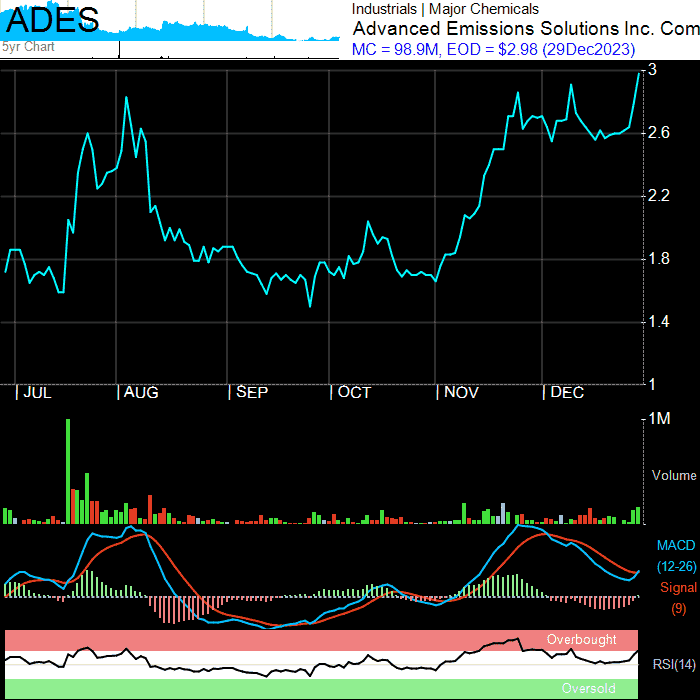 ADES
5yr Chart
Industrials | Major Chemicals
Advanced Emissions Solutions Inc. Com
MC = 98.9M, EOD = $2.98 (29Dec2023)
3
2.6
2.2
1.8
1.4
1
JUL AUG SEP OCT NOV DEC
1M
Volume
MACD
(12-26)
Signal
(9)
Overbought
RSI(14)
Oversold